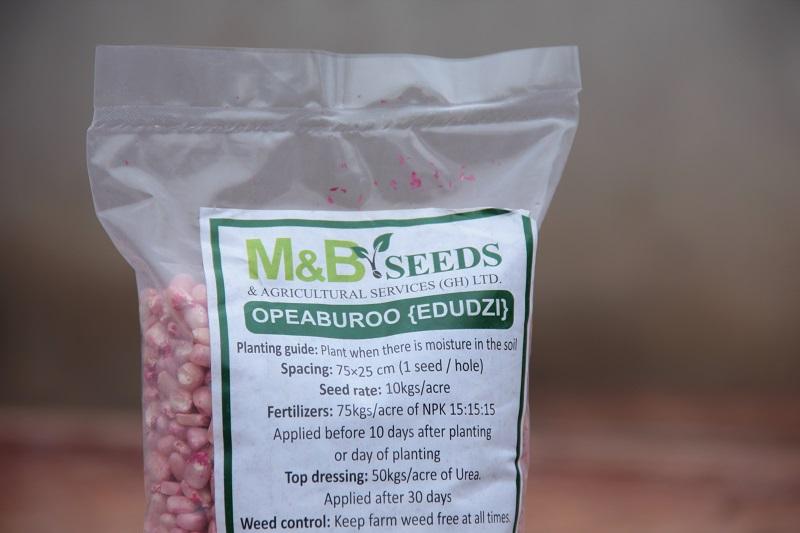 M&B SEEDS
& AGRICULTURAL SERVICES (GH) LTD.
OPEABUROO {EDUDZI}
Planting guide: Plant when there is moisture in the soil
Spacing: 75×25 cm (1 seed / hole)
Seed rate: 10kgs/acre
Fertilizers: 75kgs/acre of NPK 15:15:15
Applied before 10 days after planting
or day of planting
Top dressing: 50kgs/acre of Urea.
Applied after 30 days
Weed control: Keep farm weed free at all times.